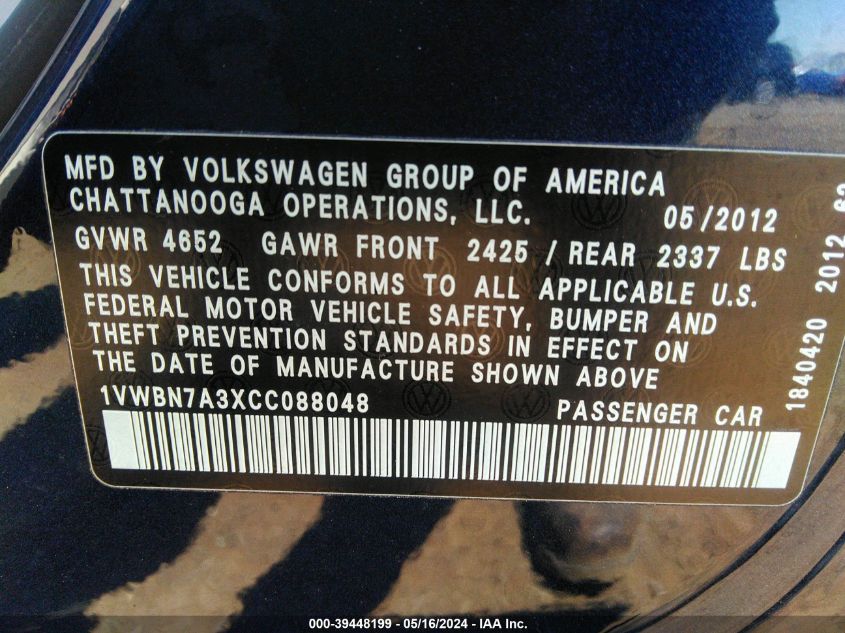 MFD BY VOLKSWAGEN GROUP OF AMERICA
CHATTANOOGA OPERATIONS, LLC. 05/2012
GVWR 4652 GAWR FRONT 2425 / REAR 2337 LBS
THIS VEHICLE CONFORMS TO ALL APPLICABLE U.S.
FEDERAL MOTOR VEHICLE SAFETY, BUMPER AND
THEFT PREVENTION STANDARDS IN EFFECT ON
THE DATE OF MANUFACTURE SHOWN ABOVE
1VWBN7A3XCC088048 PASSENGER CAR
1840420 2012
000-39448199 - 05/16/2024 - IAA Inc.